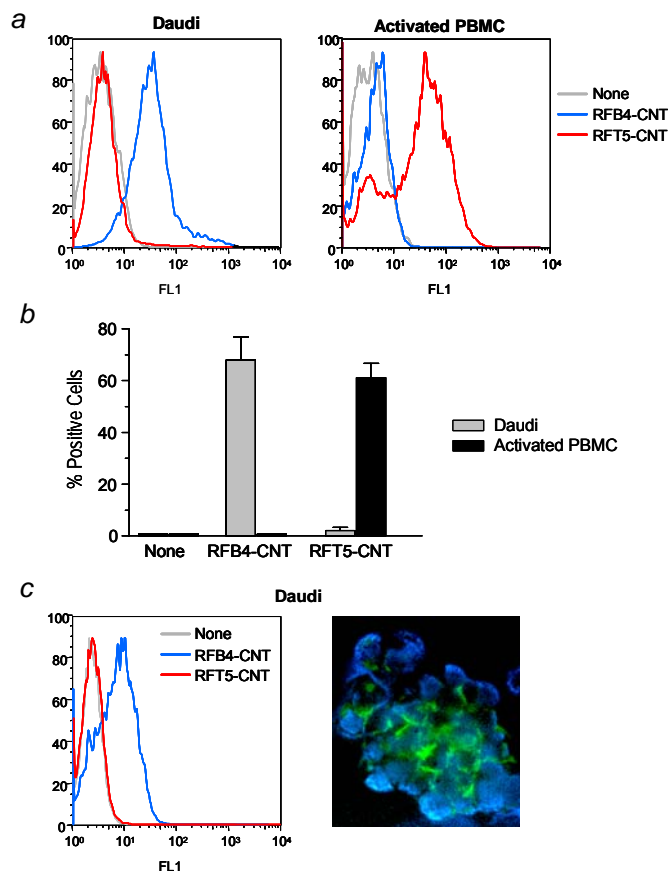 a
Daudi
Activated PBMC
100
80
60
40
20
0
10⁰ 10¹ 10² 10³ 10⁴
FL1
100
80
60
40
20
0
10⁰ 10¹ 10² 10³ 10⁴
FL1
None
RFB4-CNT
RFT5-CNT
b
% Positive Cells
80
60
40
20
0
None RFB4-CNT RFT5-CNT
Daudi
Activated PBMC
c
Daudi
100
80
60
40
20
0
10⁰ 10¹ 10² 10³ 10⁴
FL1
None
RFB4-CNT
RFT5-CNT